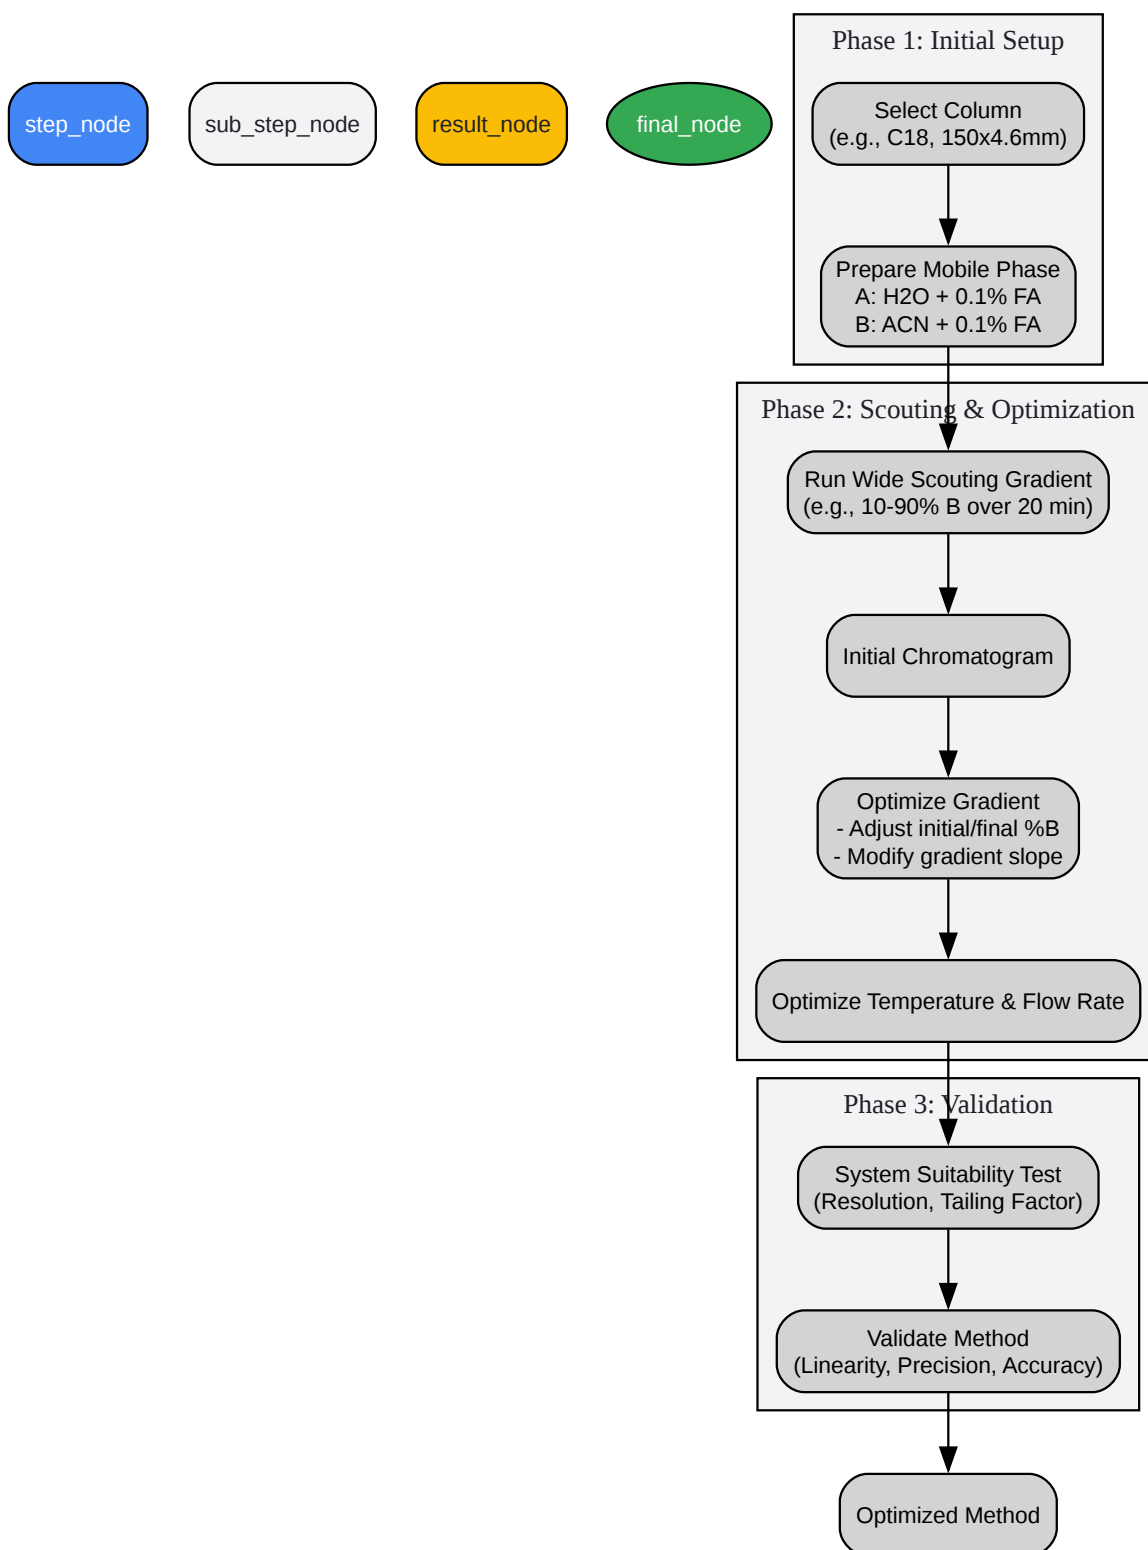 Phase 1: Initial Setup
step_node
sub_step_node
result_node
final_node
Select Column
(e.g., C18, 150x4.6mm)
Prepare Mobile Phase
A: H2O + 0.1% FA
B: ACN + 0.1% FA
Phase 2: Scouting & Optimization
Run Wide Scouting Gradient
(e.g., 10-90% B over 20 min)
Initial Chromatogram
Optimize Gradient
- Adjust initial/final %B
- Modify gradient slope
Optimize Temperature & Flow Rate
Phase 3: Validation
System Suitability Test
(Resolution, Tailing Factor)
Validate Method
(Linearity, Precision, Accuracy)
Optimized Method